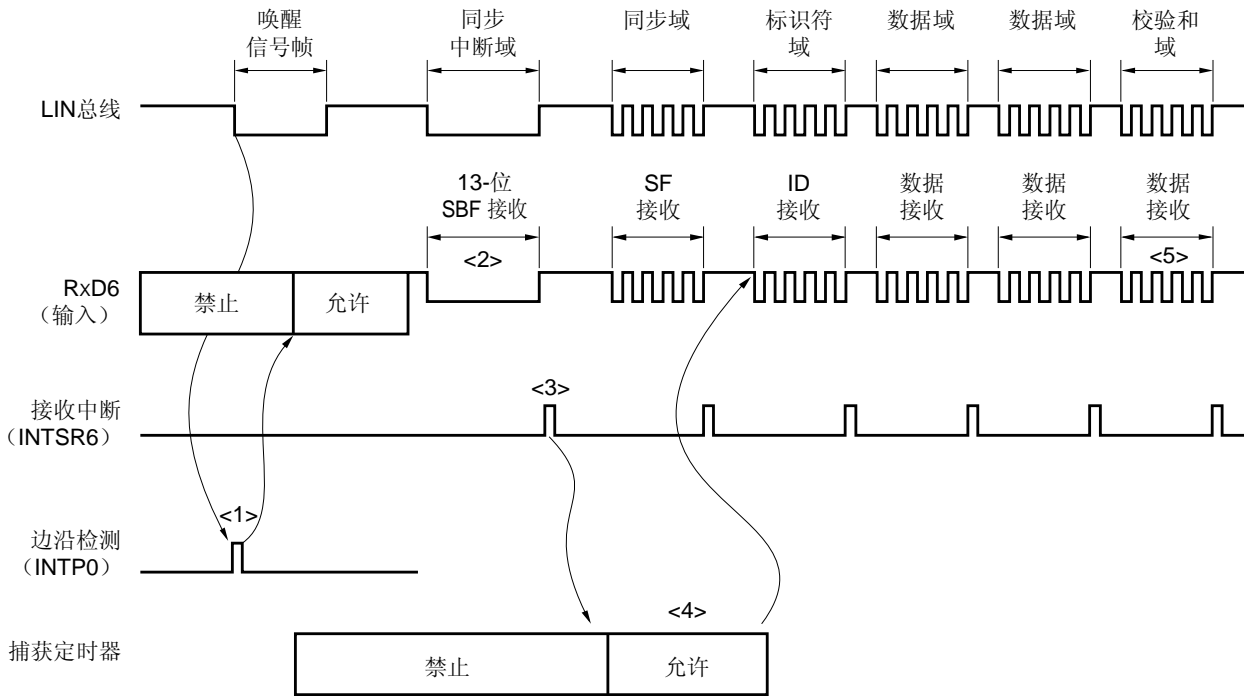 唤醒
信号帧
同步
中断域
同步域
标识符
域
数据域
数据域
校验和
域
LIN总线
13-位
SBF 接收
SF
接收
ID
接收
数据
接收
数据
接收
数据
接收
<2>
<5>
RxD6
（输入）
禁止
允许
<3>
接收中断
（INTSR6）
<1>
边沿检测
（INTP0）
<4>
捕获定时器
禁止
允许